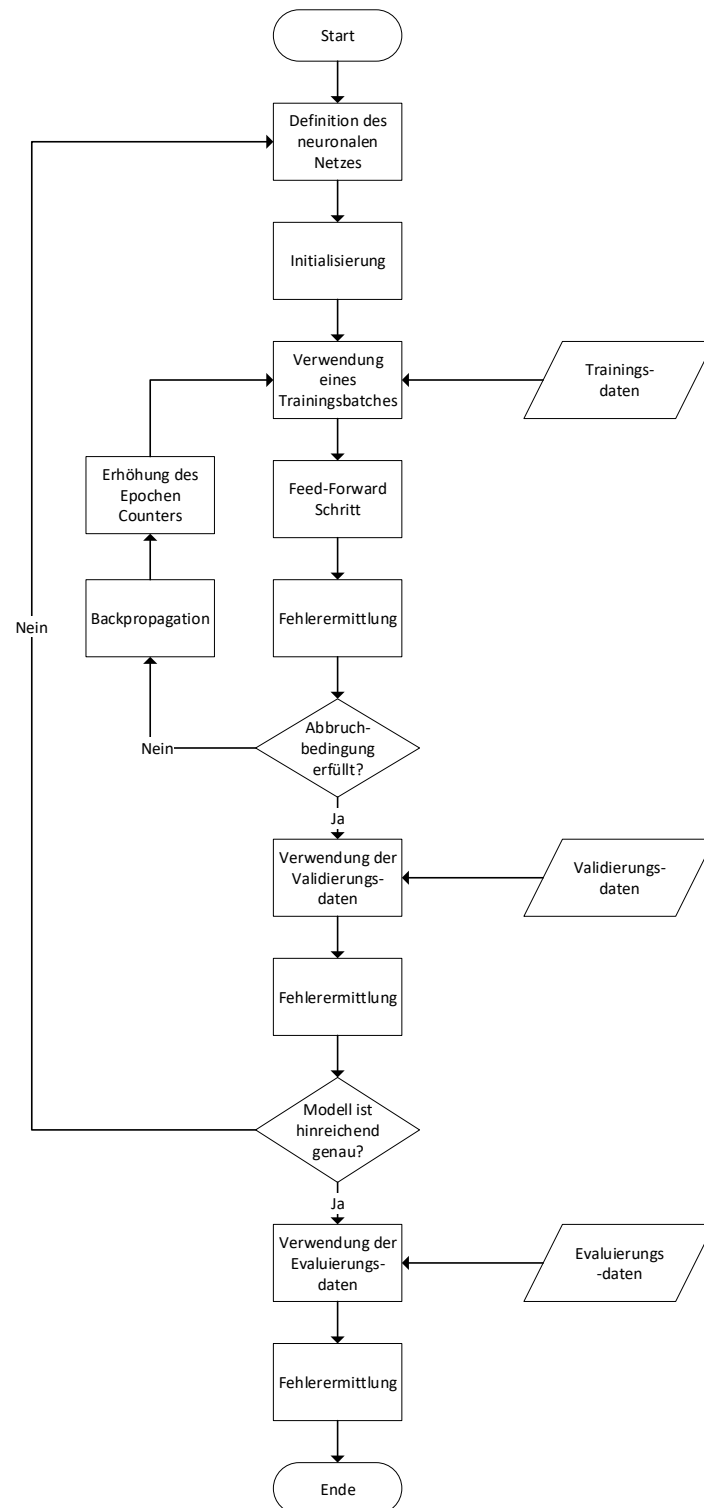 Start
Definition des
neuronalen
Netzes
Initialisierung
Verwendung
eines
Trainingsbatches
Trainings-
daten
Erhöhung des
Epochen
Counters
Feed-Forward
Schritt
Backpropagation
Fehlerermittlung
Nein
Abbruch-
bedingung
erfüllt?
Nein
Ja
Verwendung der
Validierungs-
daten
Validierungs-
daten
Fehlerermittlung
Modell ist
hinreichend
genau?
Ja
Verwendung der
Evaluierungs-
daten
Evaluierungs
-daten
Fehlerermittlung
Ende